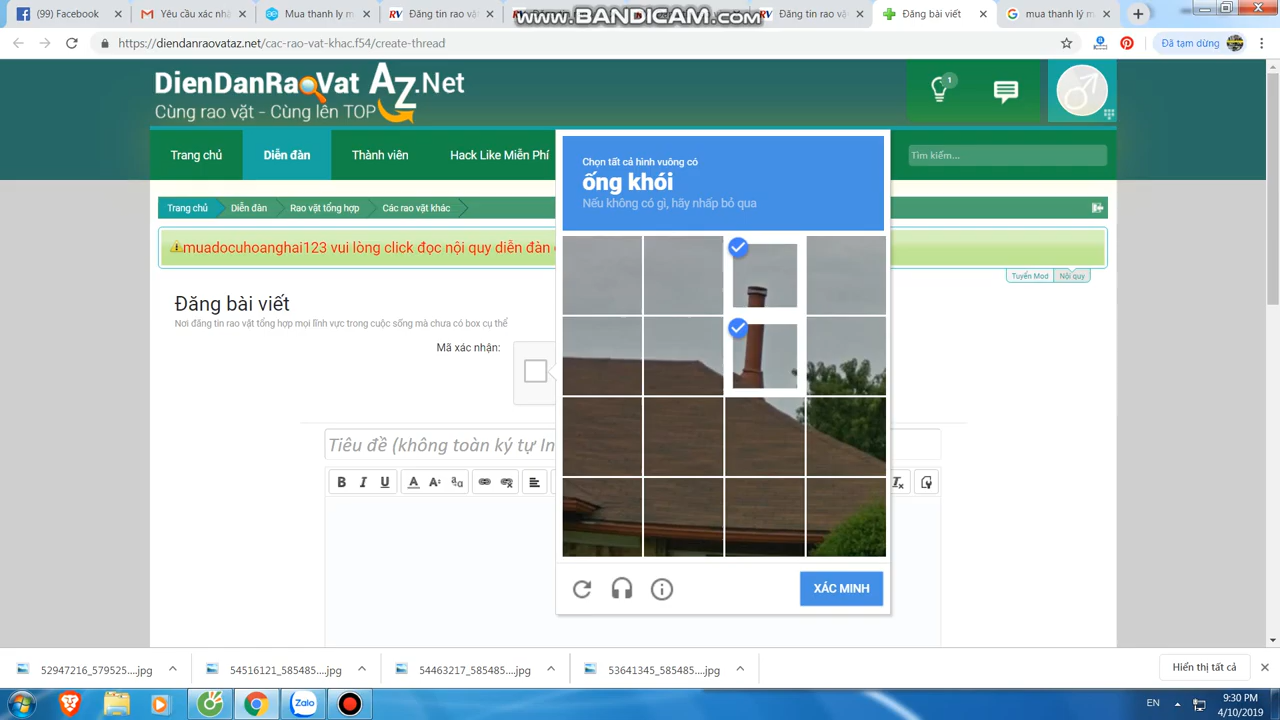 (99) Facebook
Yêu cầu xác nhậ
Mua thanh lý m
Đăng tin rao vặ
Đăng tin rao vặ
Đăng bài viết
mua thanh lý m
www.BANDICAM.com
https://diendanraovataz.net/cac-rao-vat-khac.f54/create-thread
Đã tạm dừng
DienDanRaoVat Az.Net
Cùng rao vặt - Cùng lên TOP
1
Trang chủ
Diễn đàn
Thành viên
Hack Like Miễn Phí
Tìm kiếm...
Trang chủ
Diễn đàn
Rao vặt tổng hợp
Các rao vặt khác
muadocuhoanghai123 vui lòng click đọc nội quy diễn đàn
Tuyển Mod
Nội quy
Đăng bài viết
Nơi đăng tin rao vặt tổng hợp mọi lĩnh vực trong cuộc sống mà chưa có box cụ thể
Mã xác nhận:
Chọn tất cả hình vuông có
ống khói
Nếu không có gì, hãy nhấp bỏ qua
Tiêu đề (không toàn ký tự In
B I U A
XÁC MINH
52947216_579525....jpg
54516121_585485....jpg
54463217_585485....jpg
53641345_585485....jpg
Hiển thị tất cả
Zalo
EN
9:30 PM
4/10/2019